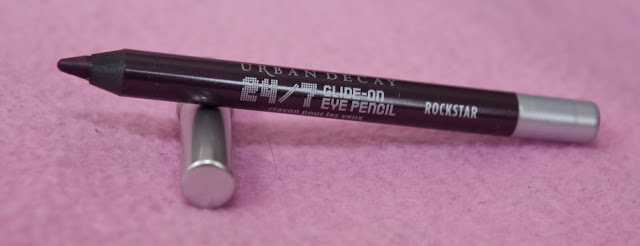 URBAN DECAY
24/7 GLIDE-ON
EYE PENCIL
crayon pour les yeux
ROCKSTAR